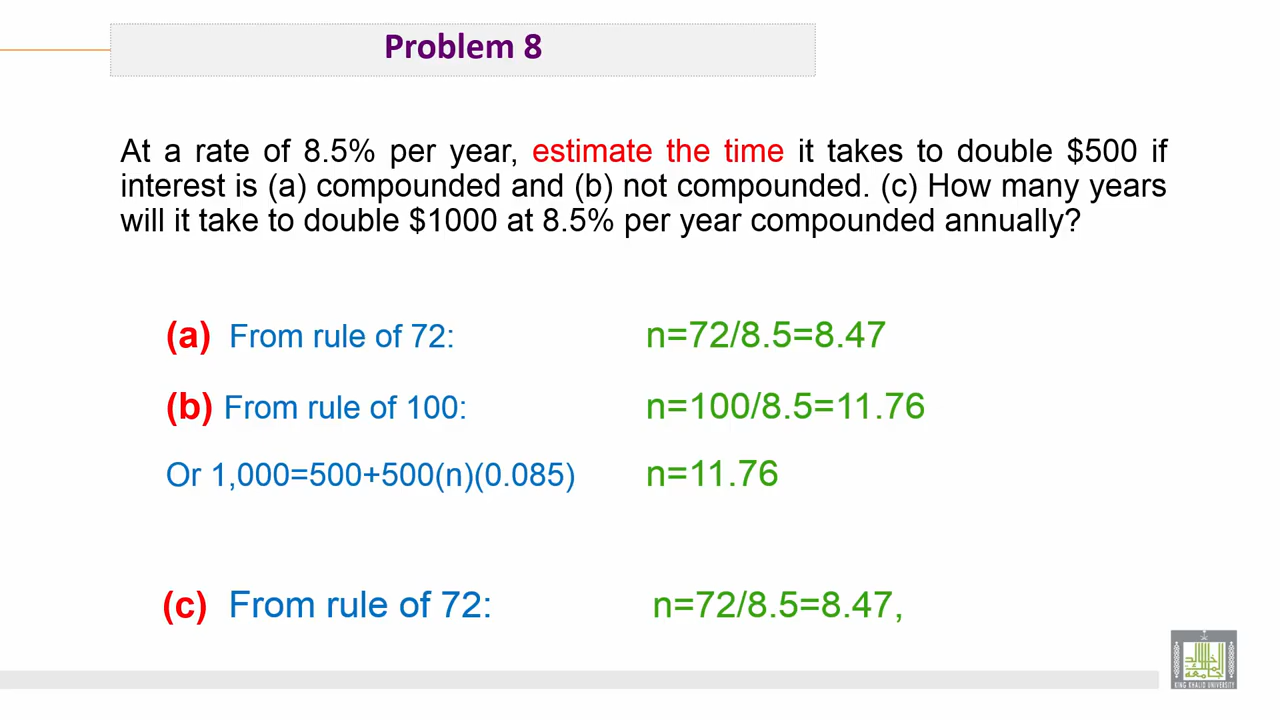 Problem 8
At a rate of 8.5% per year, estimate the time it takes to double $500 if
interest is (a) compounded and (b) not compounded. (c) How many years
will it take to double $1000 at 8.5% per year compounded annually?
(a) From rule of 72: n=72/8.5=8.47
(b) From rule of 100: n=100/8.5=11.76
Or 1,000=500+500(n)(0.085) n=11.76
(c) From rule of 72: n=72/8.5=8.47,
KING KHALID UNIVERSITY